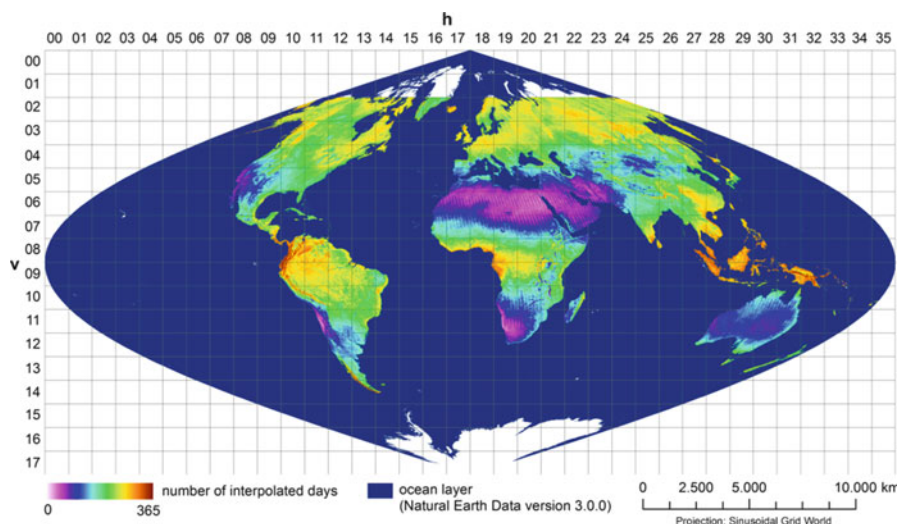 h
00 01 02 03 04 05 06 07 08 09 10 11 12 13 14 15 16 17 18 19 20 21 22 23 24 25 26 27 28 29 30 31 32 33 34 35
00
01
02
03
04
05
06
07
08
v
09
10
11
12
13
14
15
16
17
number of interpolated days
0 365
ocean layer
(Natural Earth Data version 3.0.0)
0 2.500 5.000 10.000 km
Projection: Sinusoidal Grid World